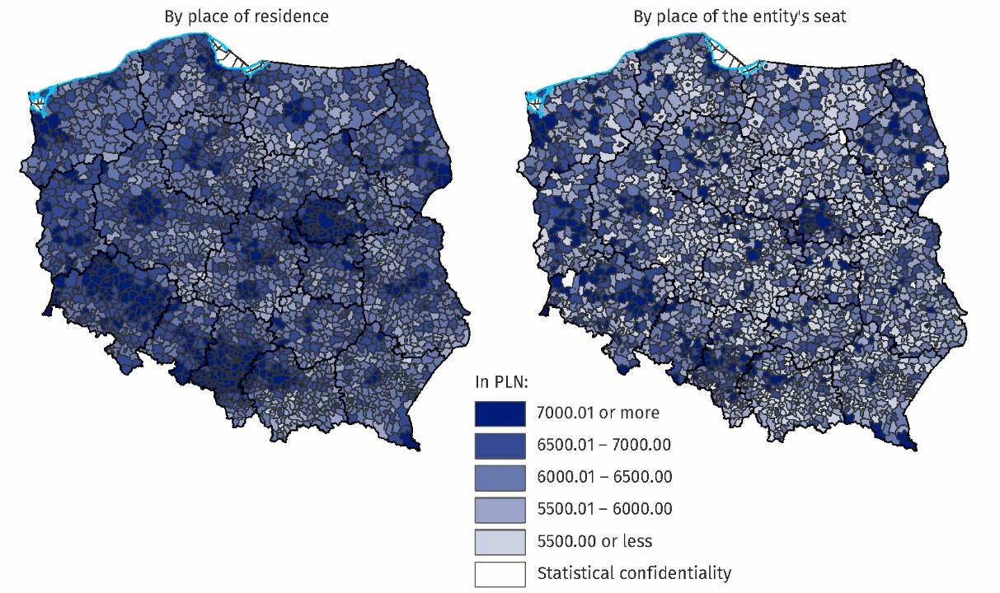 By place of residence
By place of the entity's seat
In PLN:
7000.01 or more
6500.01 – 7000.00
6000.01 – 6500.00
5500.01 – 6000.00
5500.00 or less
Statistical confidentiality